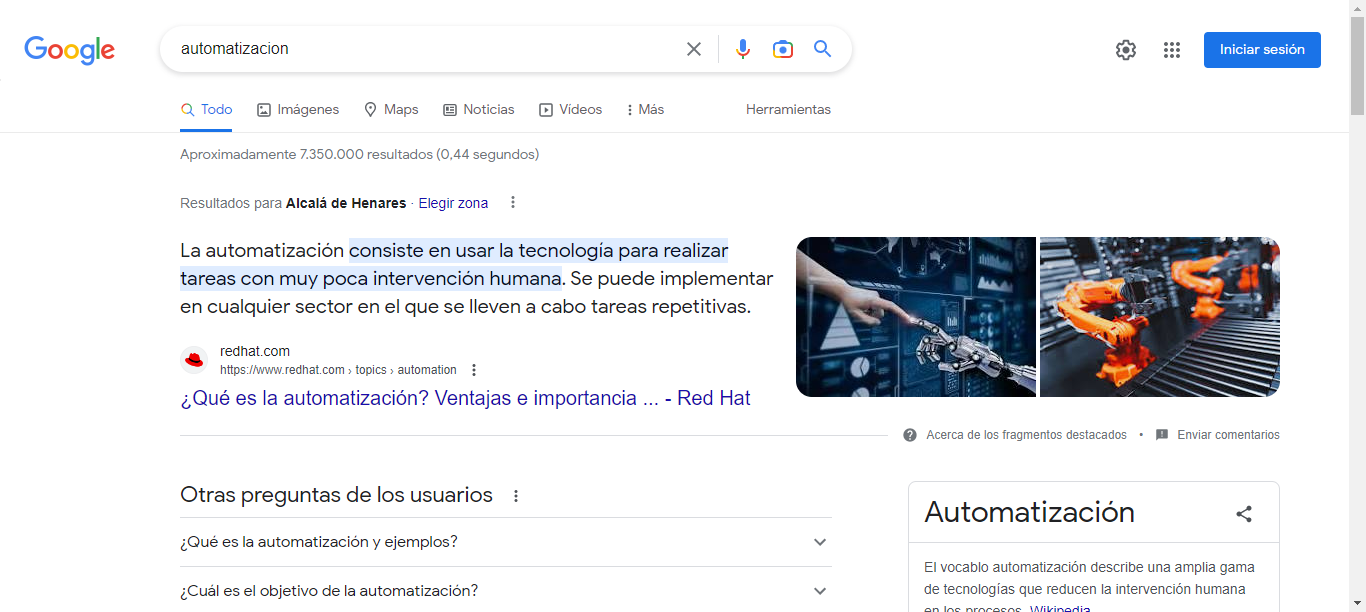 Google
automatizacion
Iniciar sesión
Todo
Imágenes
Maps
Noticias
Vídeos
Más
Herramientas
Aproximadamente 7.350.000 resultados (0,44 segundos)
Resultados para Alcalá de Henares · Elegir zona
La automatización consiste en usar la tecnología para realizar
tareas con muy poca intervención humana. Se puede implementar
en cualquier sector en el que se lleven a cabo tareas repetitivas.
redhat.com
https://www.redhat.com › topics › automation
¿Qué es la automatización? Ventajas e importancia ... - Red Hat
Acerca de los fragmentos destacados • Enviar comentarios
Otras preguntas de los usuarios
¿Qué es la automatización y ejemplos?
¿Cuál es el objetivo de la automatización?
Automatización
El vocablo automatización describe una amplia gama
de tecnologías que reducen la intervención humana
en los procesos. Wikipedia